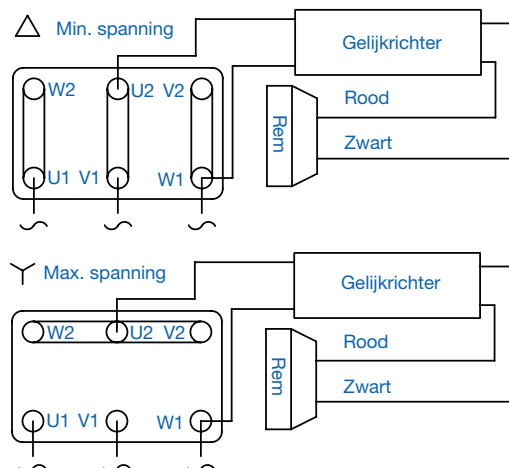 Min. spanning
Gelijkrichter
W2 U2 V2
Rood
Rem
Zwart
U1 V1 W1
Max. spanning
Gelijkrichter
W2 U2 V2
Rood
Rem
Zwart
U1 V1 W1